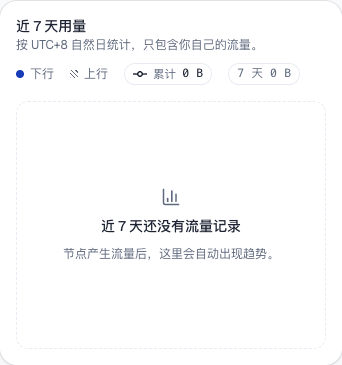 近 7 天用量
按 UTC+8 自然日统计，只包含你自己的流量。
下行 上行 累计 0 B 7 天 0 B
近 7 天还没有流量记录
节点产生流量后，这里会自动出现趋势。